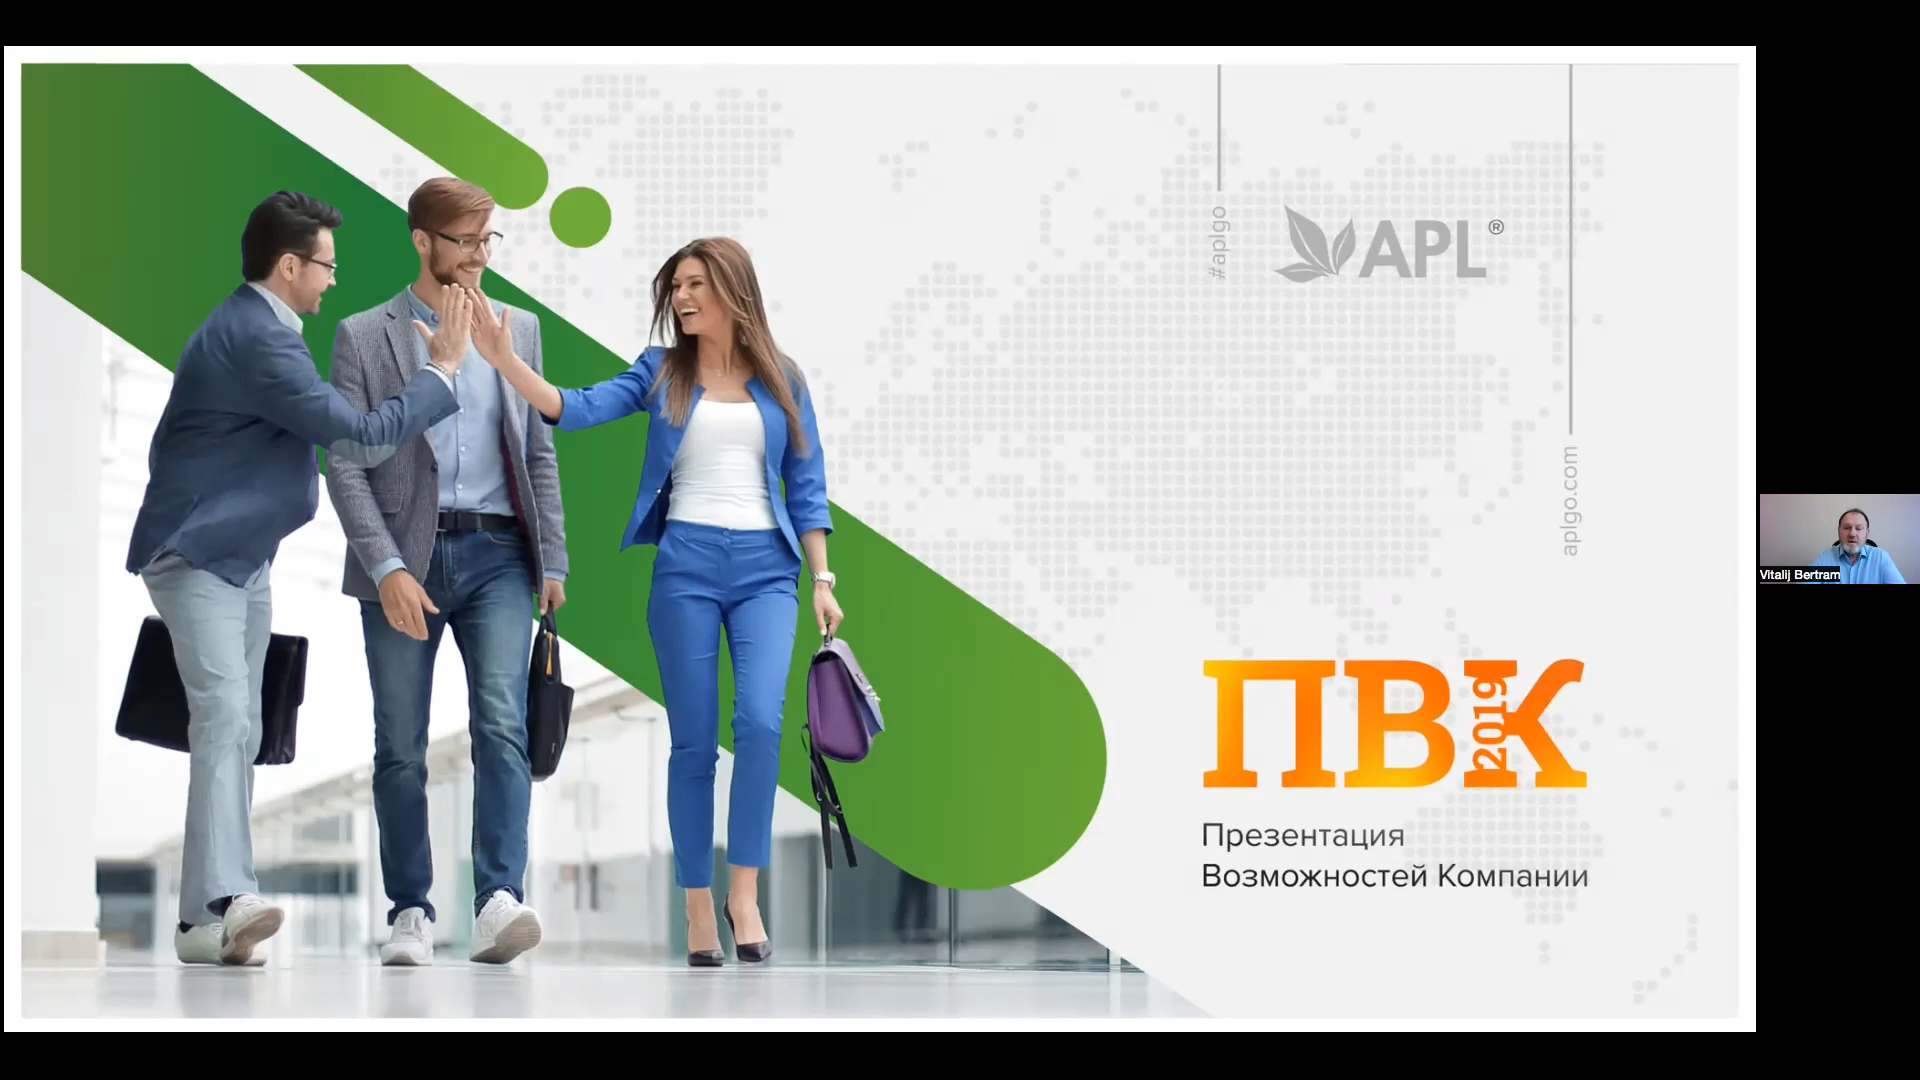 #aplgo
APL®
aplgo.com
ПВК
2019
Презентация
Возможностей Компании
Vitalij Bertram